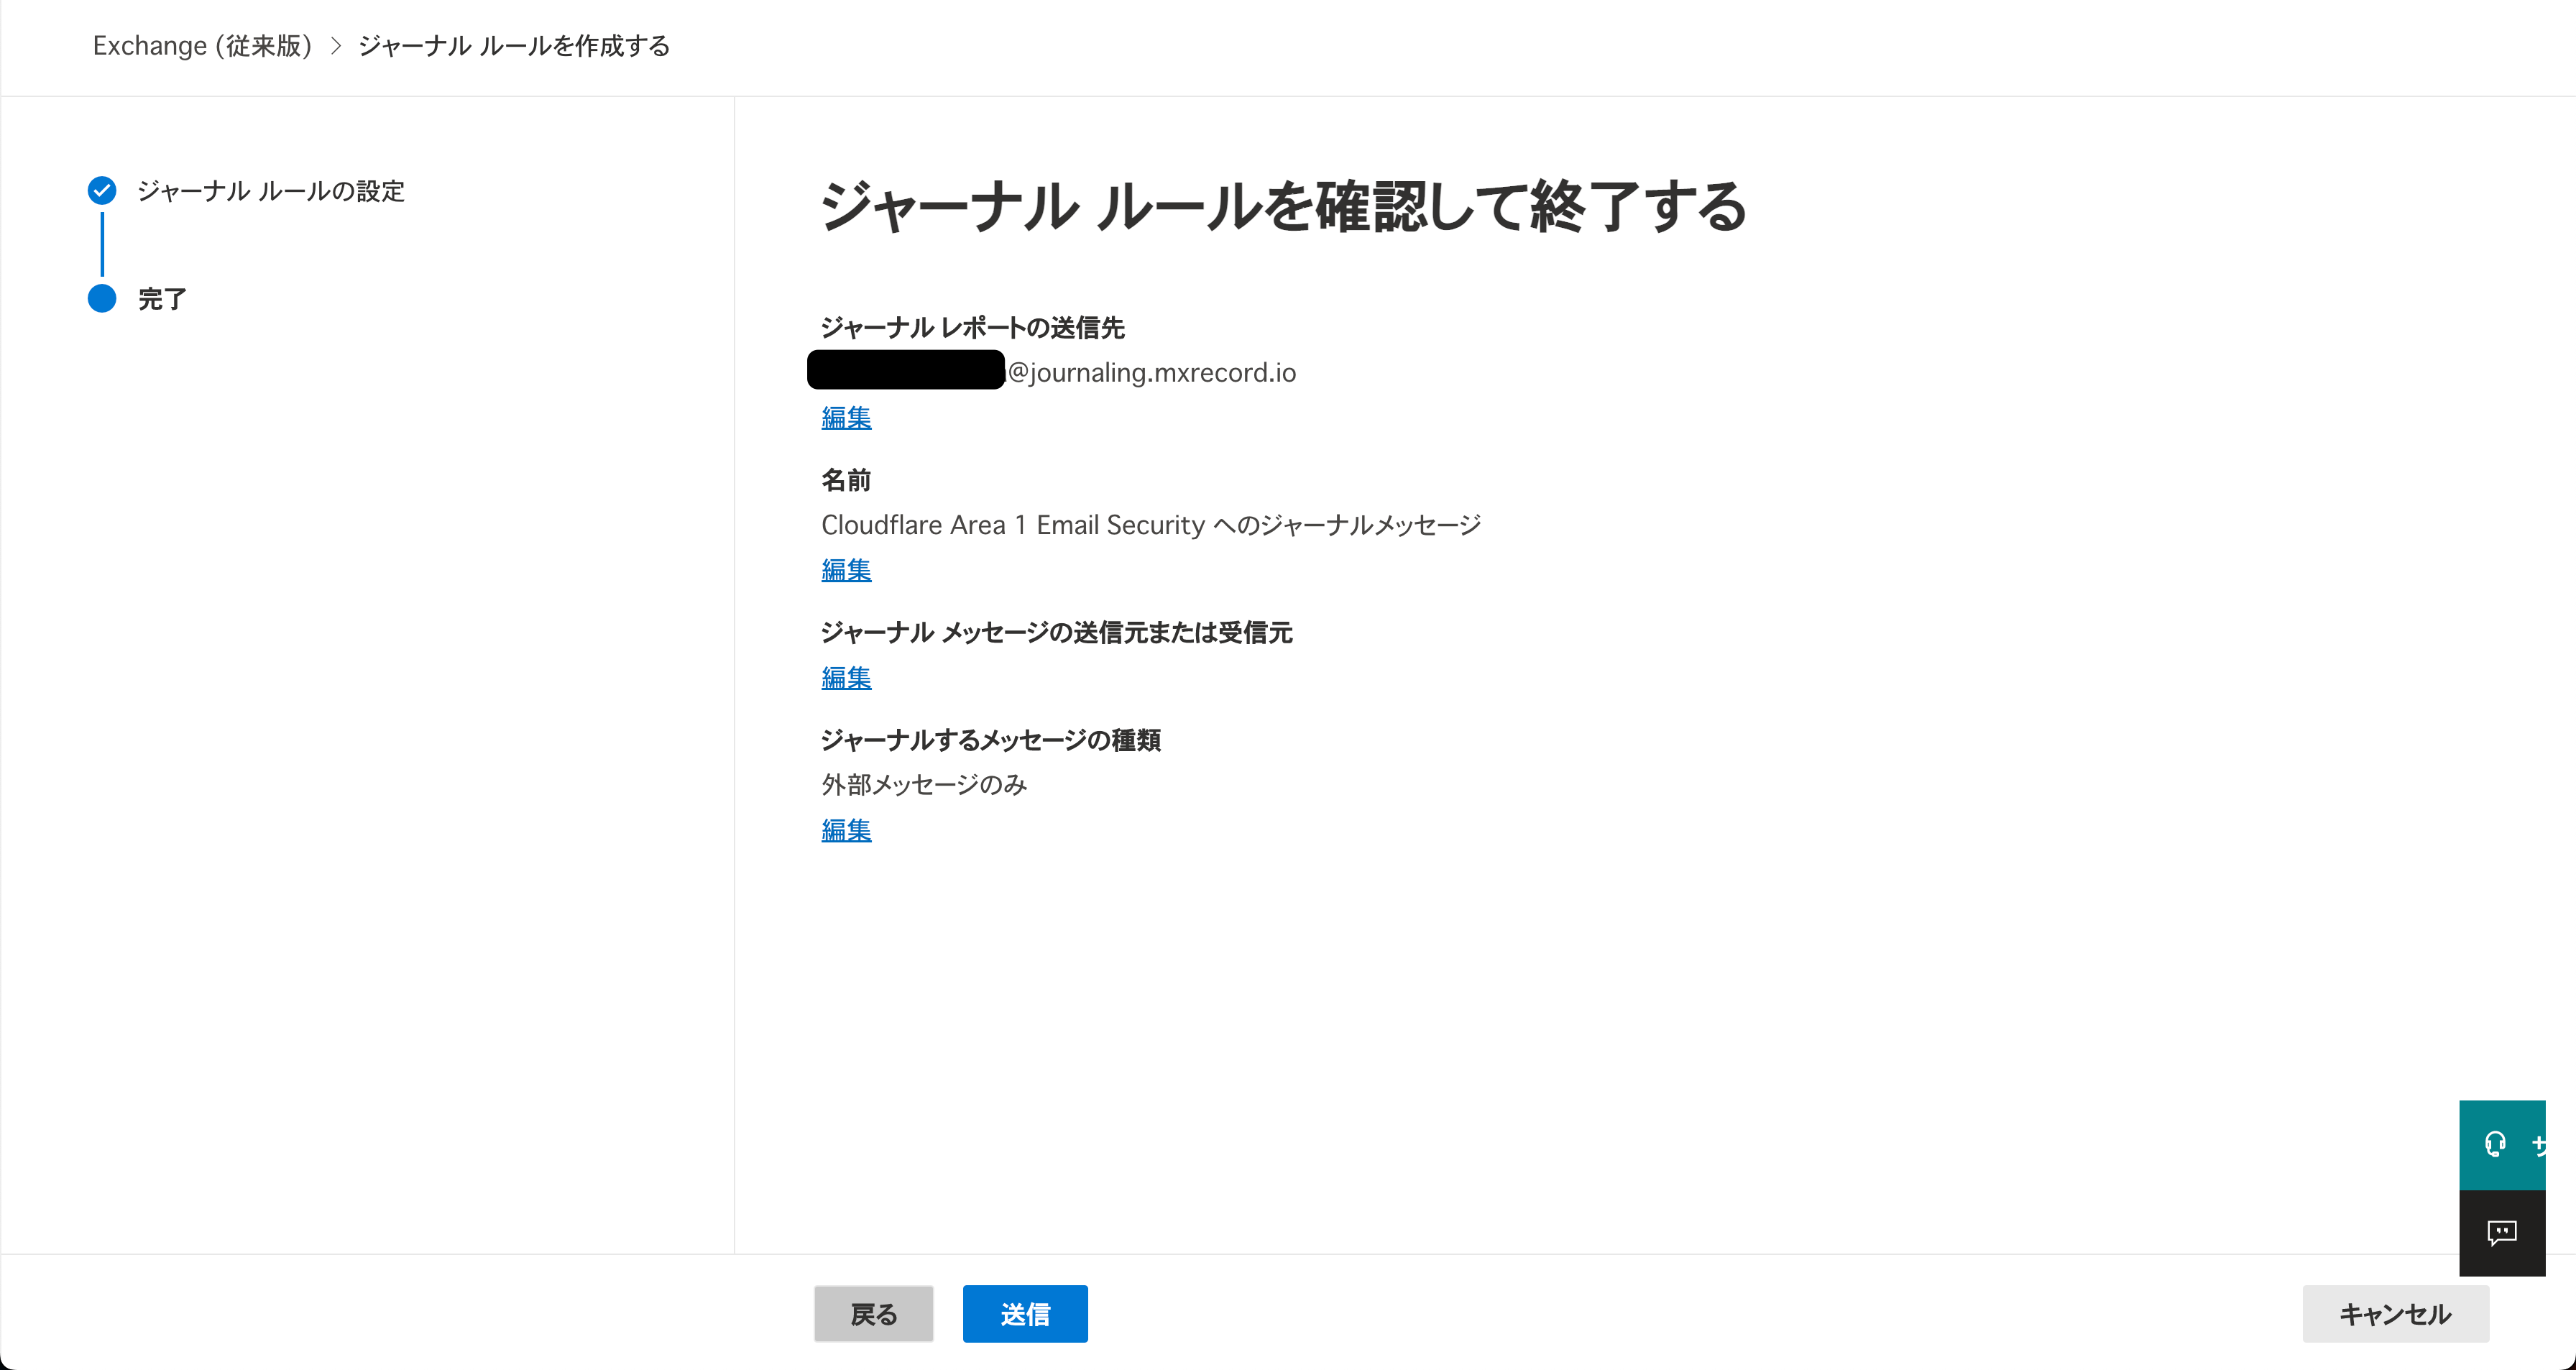 Exchange (従来版) > ジャーナル ルールを作成する
ジャーナル ルールの設定
完了
ジャーナル ルールを確認して終了する
ジャーナル レポートの送信先
@journaling.mxrecord.io
編集
名前
Cloudflare Area 1 Email Security へのジャーナルメッセージ
編集
ジャーナル メッセージの送信元または受信元
編集
ジャーナルするメッセージの種類
外部メッセージのみ
編集
サ
戻る
送信
キャンセル